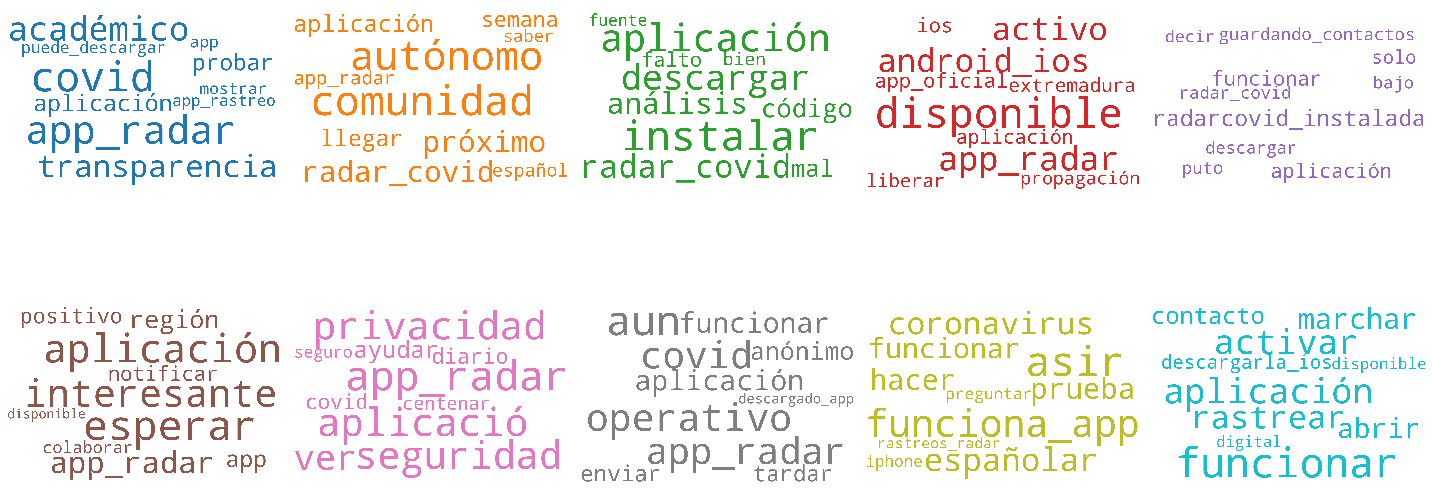 académico
puede_descargar app
probar
covid
mostrar
aplicación app_rastreo
app_radar
transparencia
aplicación semana
saber
autónomo
app_radar
comunidad
llegar próximo
radar_covid español
fuente
aplicación
falto bien
descargar
análisis código
instalar
radar_covid mal
ios activo
android_ios
app_oficial extremadura
disponible
aplicación
app_radar
liberar propagación
decir guardando_contactos
solo
funcionar bajo
radar_covid
radarcovid_instalada
descargar
puto aplicación
positivo región
aplicación
notificar
interesante
disponible esperar
colaborar
app_radar app
privacidad
seguro ayudar diario
app_radar
covid centenar
aplicació
ver seguridad
aun funcionar
covid anónimo
aplicación
descargado_app
operativo
app_radar
enviar tardar
coronavirus
funcionar asir
hacer preguntar prueba
funciona_app
rastreos_radar
iphone españolar
contacto marchar
activar
descargarla_ios disponible
aplicación
rastrear abrir
digital
funcionar